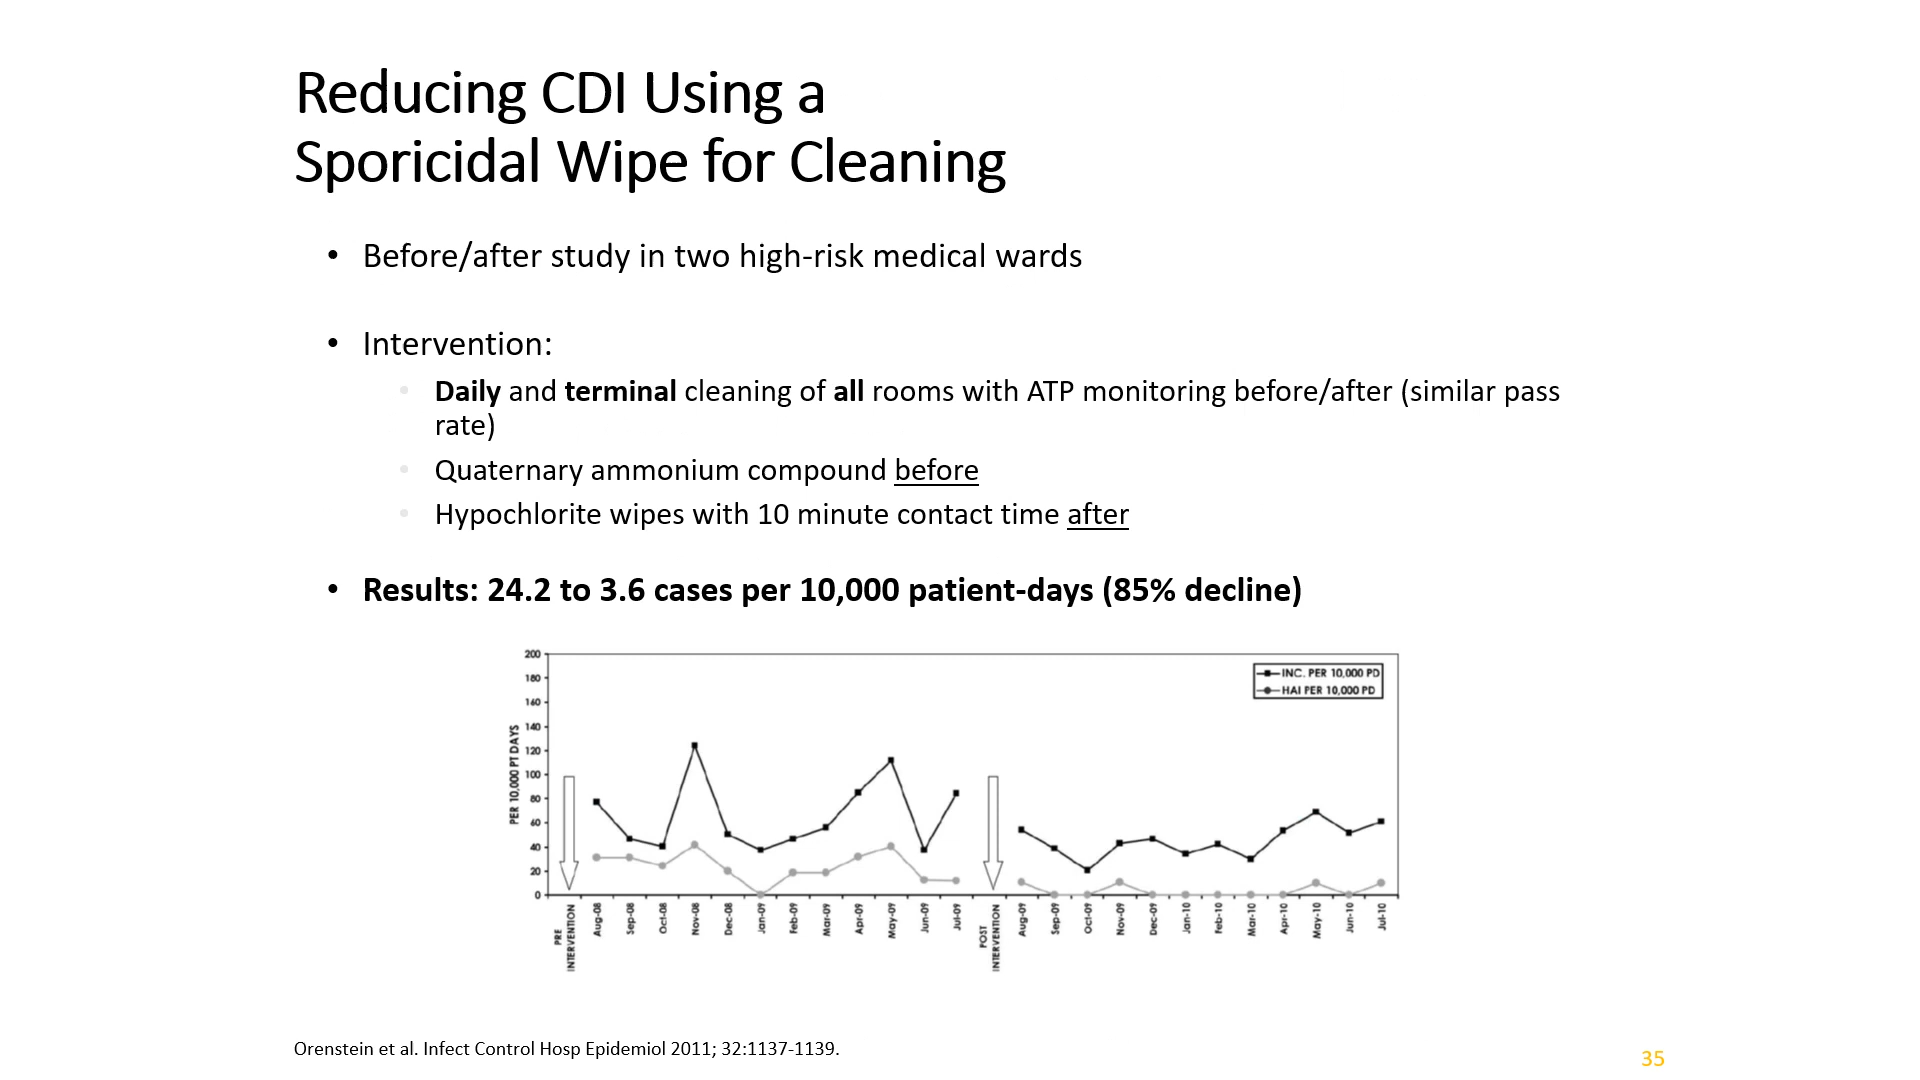 Reducing CDI Using a
Sporicidal Wipe for Cleaning
• Before/after study in two high-risk medical wards
• Intervention:
• Daily and terminal cleaning of all rooms with ATP monitoring before/after (similar pass
rate)
• Quaternary ammonium compound before
• Hypochlorite wipes with 10 minute contact time after
• Results: 24.2 to 3.6 cases per 10,000 patient-days (85% decline)
PER 10,000 PT DAYS
200
180
160
140
120
100
80
60
40
20
0
INC. PER 10,000 PD
HAI PER 10,000 PD
PRE
INTERVENTION
Aug-08
Sep-08
Oct-08
Nov-08
Dec-08
Jan-09
Feb-09
Mar-09
Apr-09
May-09
Jun-09
Jul-09
POST
INTERVENTION
Aug-09
Sep-09
Oct-09
Nov-09
Dec-09
Jan-10
Feb-10
Mar-10
Apr-10
May-10
Jun-10
Jul-10
Orenstein et al. Infect Control Hosp Epidemiol 2011; 32:1137-1139.
35